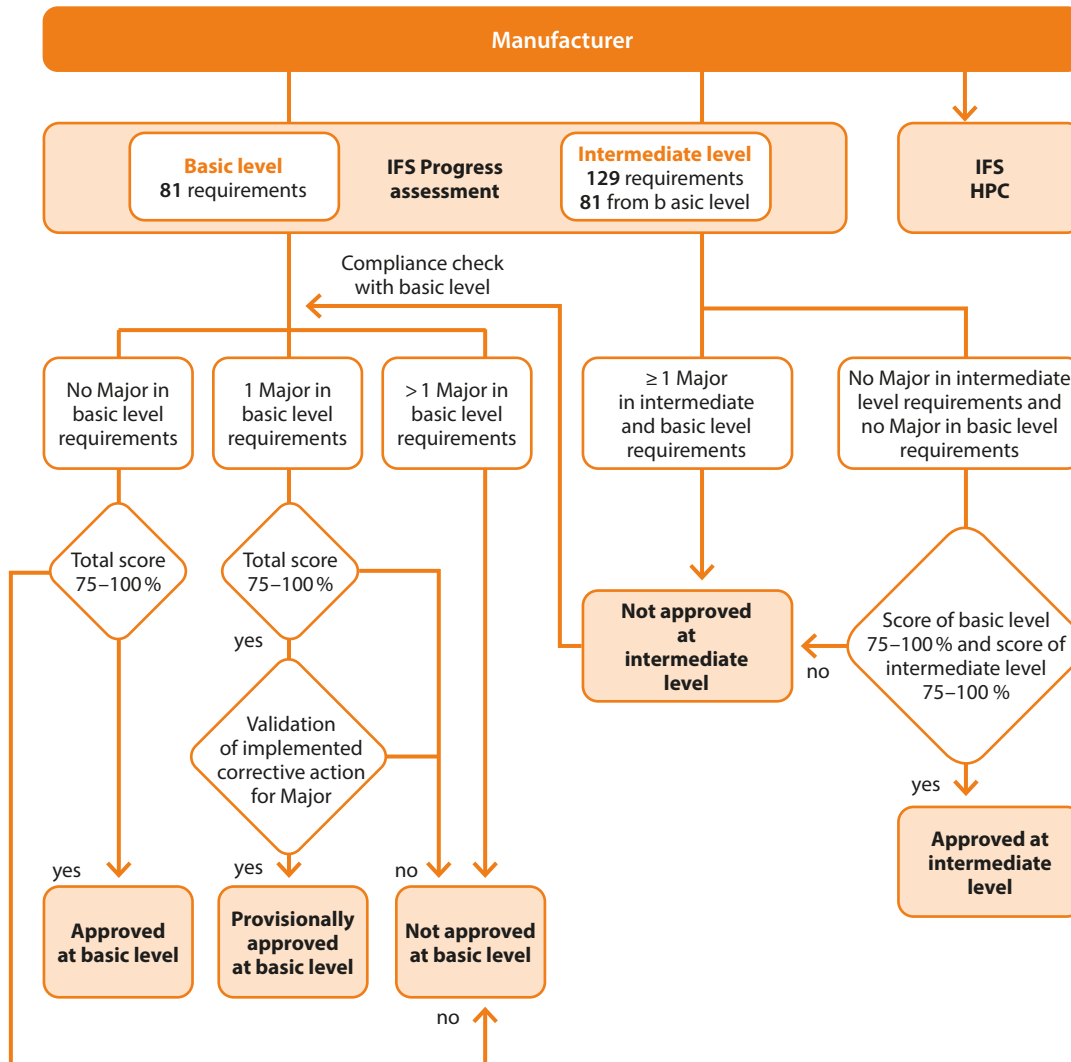 Manufacturer
Basic level
81 requirements
IFS Progress
assessment
Intermediate level
129 requirements
81 from b asic level
IFS
HPC
Compliance check
with basic level
No Major in
basic level
requirements
1 Major in
basic level
requirements
> 1 Major in
basic level
requirements
≥ 1 Major
in intermediate
and basic level
requirements
No Major in intermediate
level requirements and
no Major in basic level
requirements
Total score
75–100 %
Total score
75–100 %
yes
Not approved
at
intermediate
level
no
Score of basic level
75–100 % and score of
intermediate level
75–100 %
Validation
of implemented
corrective action
for Major
yes
Approved at
intermediate
level
yes
yes
no
Approved
at basic level
Provisionally
approved
at basic level
Not approved
at basic level
no